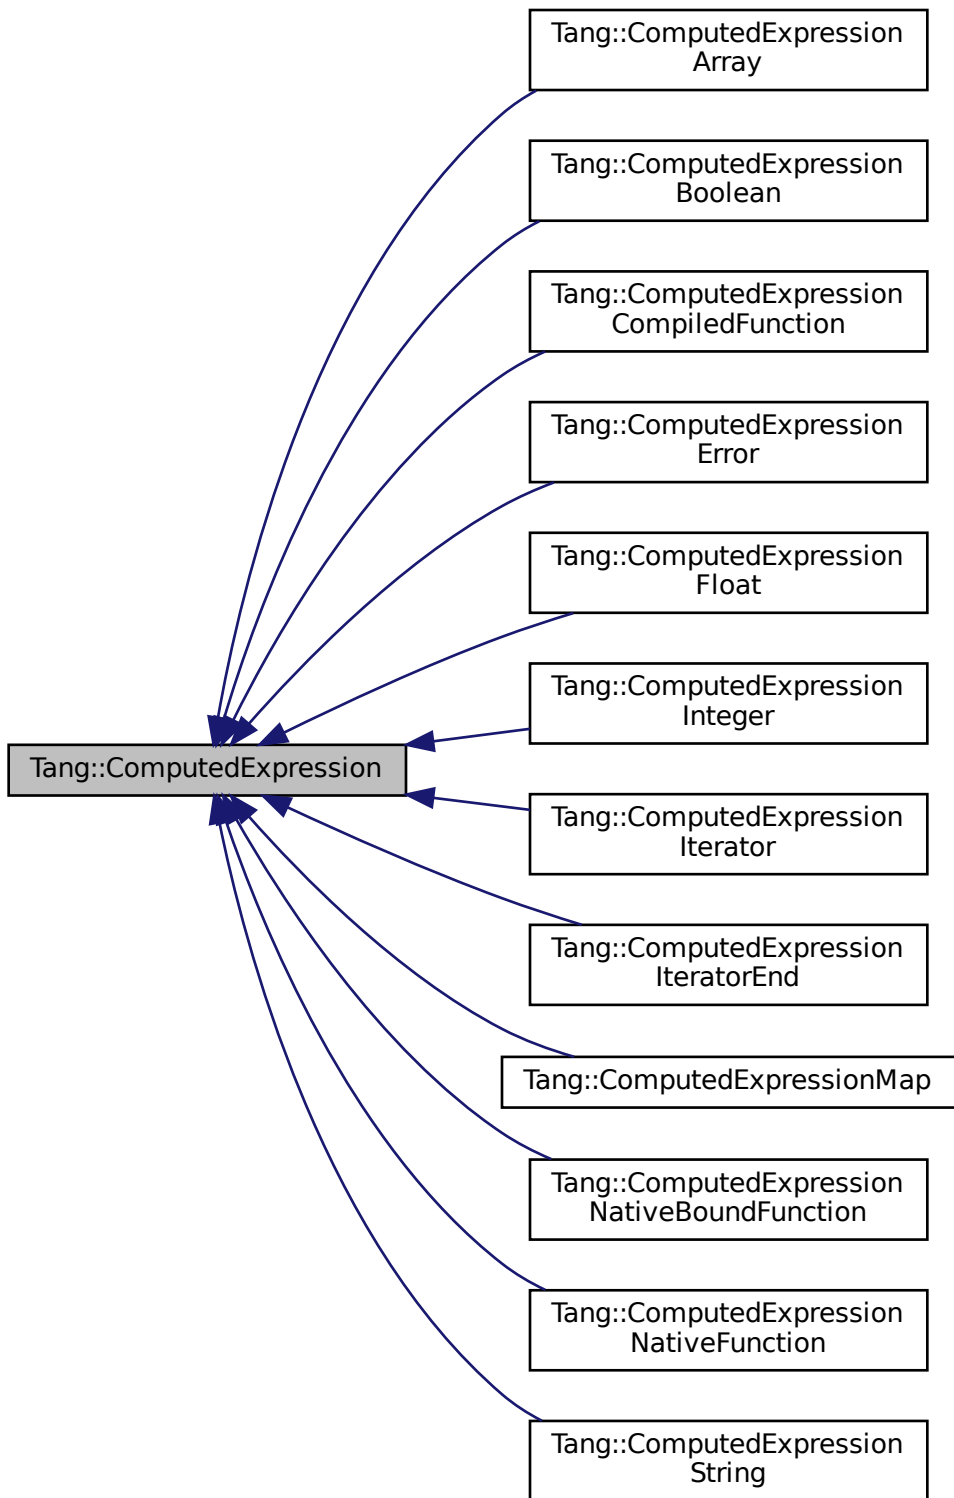 Tang::ComputedExpression
Array
Tang::ComputedExpression
Boolean
Tang::ComputedExpression
CompiledFunction
Tang::ComputedExpression
Error
Tang::ComputedExpression
Float
Tang::ComputedExpression
Integer
Tang::ComputedExpression
Tang::ComputedExpression
Iterator
Tang::ComputedExpression
IteratorEnd
Tang::ComputedExpressionMap
Tang::ComputedExpression
NativeBoundFunction
Tang::ComputedExpression
NativeFunction
Tang::ComputedExpression
String